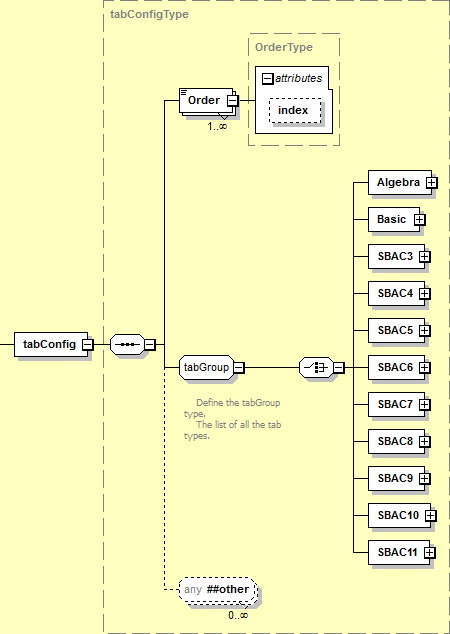 tabConfigType
OrderType
attributes
Order
index
1..∞
Algebra
Basic
SBAC3
SBAC4
SBAC5
tabConfig
tabGroup
SBAC6
Define the tabGroup
type.
The list of all the tab
types.
SBAC7
SBAC8
SBAC9
SBAC10
SBAC11
any ##other
0..∞